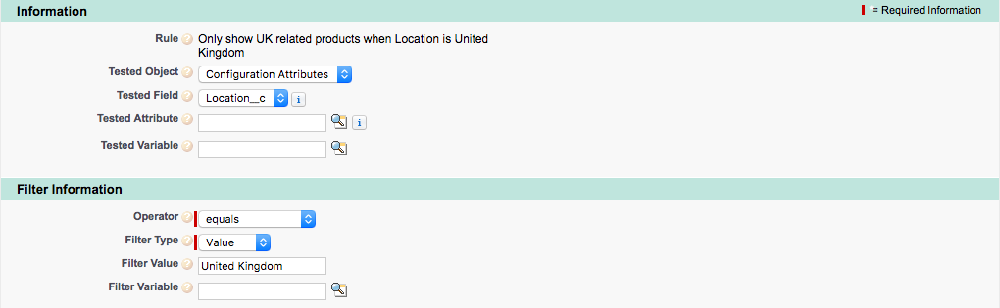 Information
= Required Information
Rule ? Only show UK related products when Location is United
Kingdom
Tested Object ? Configuration Attributes
Tested Field ? Location__c i
Tested Attribute ? i
Tested Variable ?
Filter Information
Operator ? equals
Filter Type ? Value
Filter Value ? United Kingdom
Filter Variable ?